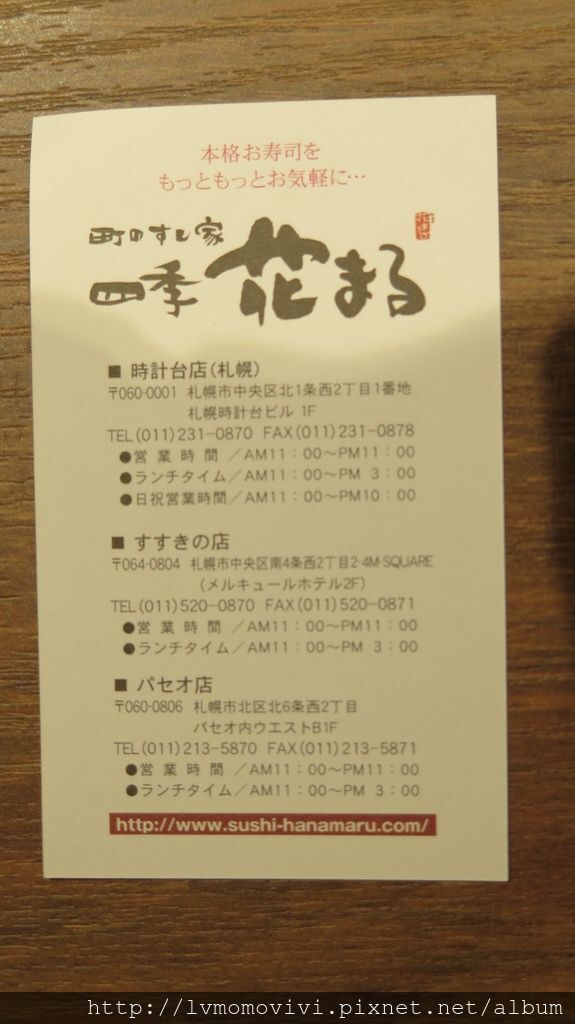 本格お寿司を
もっともっとお気軽に…
町のすし家
四季 花まる
花まる
■ 時計台店(札幌)
〒060-0001 札幌市中央区北1条西2丁目1番地
札幌時計台ビル 1F
TEL(011)231-0870 FAX(011)231-0878
●営 業 時 間 /AM11:00〜PM11:00
●ランチタイム/AM11:00〜PM 3:00
●日祝営業時間/AM11:00〜PM10:00
■ すすきの店
〒064-0804 札幌市中央区南4条西2丁目2-4M-SQUARE
(メルキュールホテル2F)
TEL(011)520-0870 FAX(011)520-0871
●営 業 時 間 /AM11:00〜PM11:00
●ランチタイム/AM11:00〜PM 3:00
■ パセオ店
〒060-0806 札幌市北区北6条西2丁目
パセオ内ウエストB1F
TEL(011)213-5870 FAX(011)213-5871
●営 業 時 間 /AM11:00〜PM11:00
●ランチタイム/AM11:00〜PM 3:00
http://www.sushi-hanamaru.com/
http://lvmomovivi.pixnet.net/album